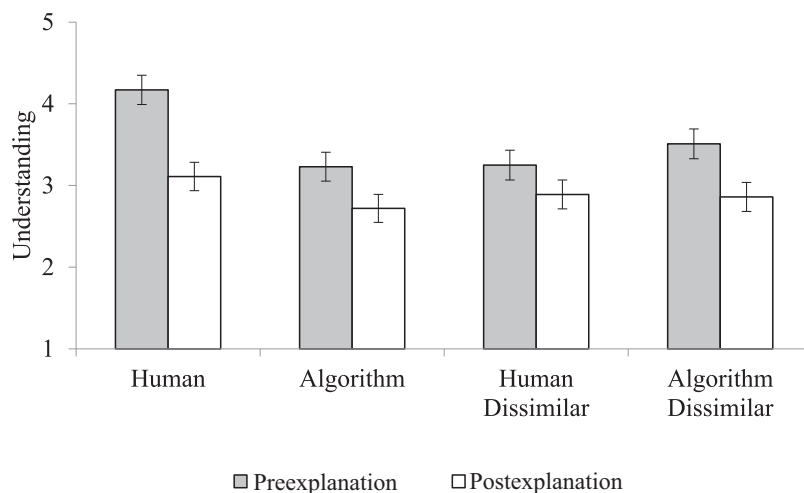 5
4
3
2
1
Understanding
Human
Algorithm
Human
Dissimilar
Algorithm
Dissimilar
Preexplanation
Postexplanation